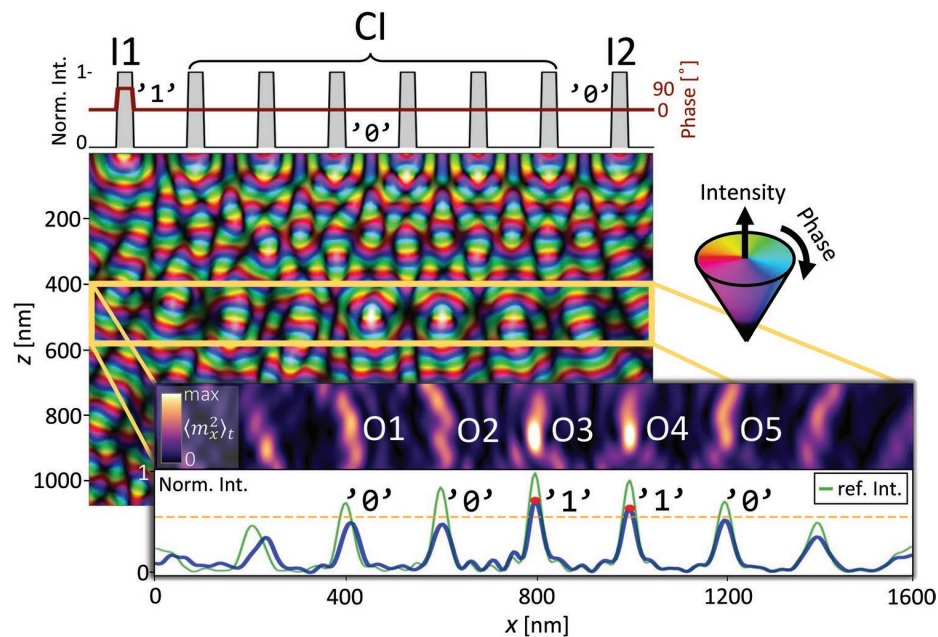 CI
I1
I2
Norm. Int.
1-
0
'1'
'0'
'0'
90
0
Phase [°]
Intensity
Phase
z [nm]
200
400
600
800
1000
max
⟨m_x^2⟩_t
0
O1
O2
O3
O4
O5
1
Norm. Int.
'0'
'0'
'1'
'1'
'0'
ref. Int.
0
0
400
800
1200
1600
x [nm]